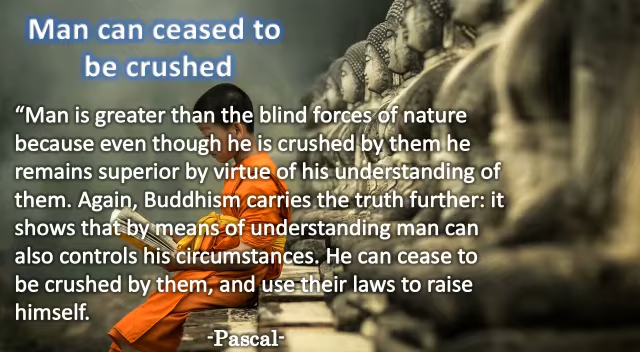 Man can ceased to
be crushed
“Man is greater than the blind forces of nature
because even though he is crushed by them he
remains superior by virtue of his understanding of
them. Again, Buddhism carries the truth further: it
shows that by means of understanding man can
also controls his circumstances. He can cease to
be crushed by them, and use their laws to raise
himself.
-Pascal-